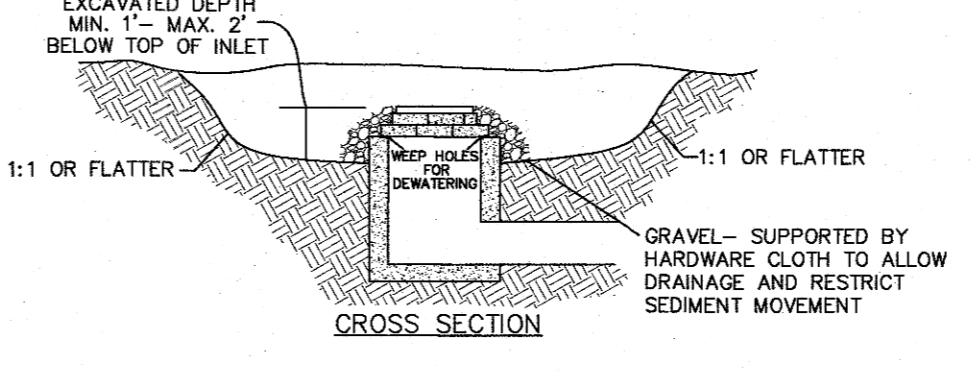 EXCAVATED DEPTH
MIN. 1'– MAX. 2'
BELOW TOP OF INLET
1:1 OR FLATTER
WEEP HOLES
FOR
DEWATERING
1:1 OR FLATTER
GRAVEL– SUPPORTED BY
HARDWARE CLOTH TO ALLOW
DRAINAGE AND RESTRICT
SEDIMENT MOVEMENT
CROSS SECTION